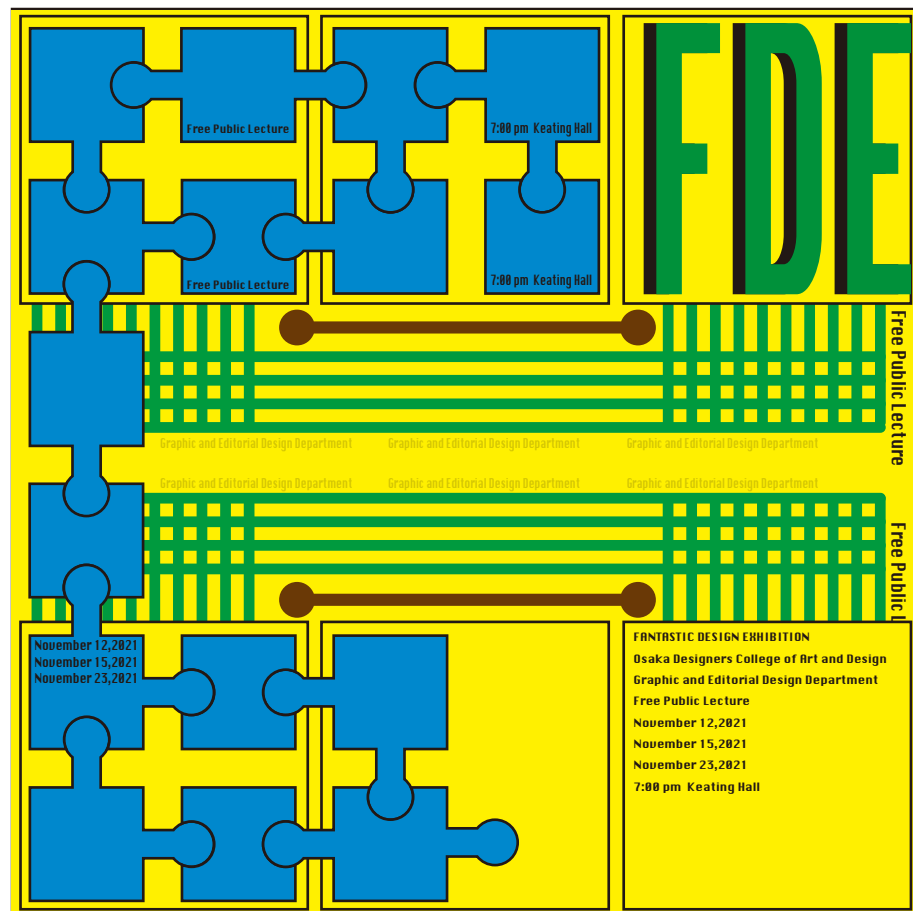 FDE
Free Public Lecture
7:00 pm Keating Hall
Free Public Lecture
7:00 pm Keating Hall
Free Public Lecture
Graphic and Editorial Design Department
Graphic and Editorial Design Department
Graphic and Editorial Design Department
Graphic and Editorial Design Department
Graphic and Editorial Design Department
Graphic and Editorial Design Department
Free Public L
November 12,2021
November 15,2021
November 23,2021
FANTASTIC DESIGN EXHIBITION
Osaka Designers College of Art and Design
Graphic and Editorial Design Department
Free Public Lecture
November 12,2021
November 15,2021
November 23,2021
7:00 pm Keating Hall